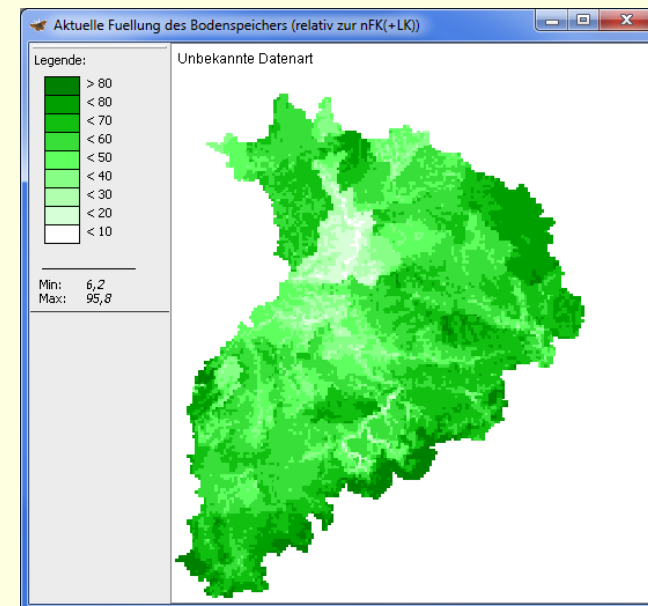 Aktuelle Fuellung des Bodenspeichers (relativ zur nFK(+LK))
Legende:
> 80
< 80
< 70
< 60
< 50
< 40
< 30
< 20
< 10
Min: 6,2
Max: 95,8
Unbekannte Datenart